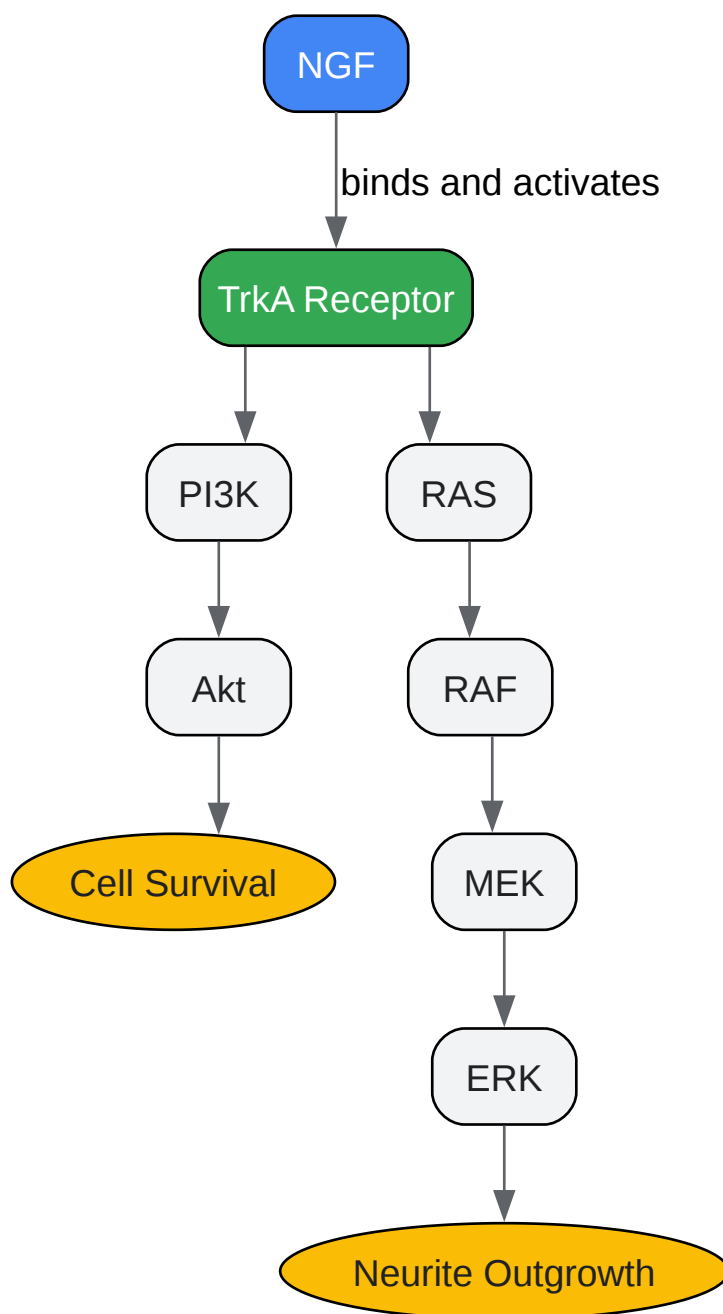 NGF
binds and activates
TrkA Receptor
PI3K
RAS
Akt
RAF
Cell Survival
MEK
ERK
Neurite Outgrowth